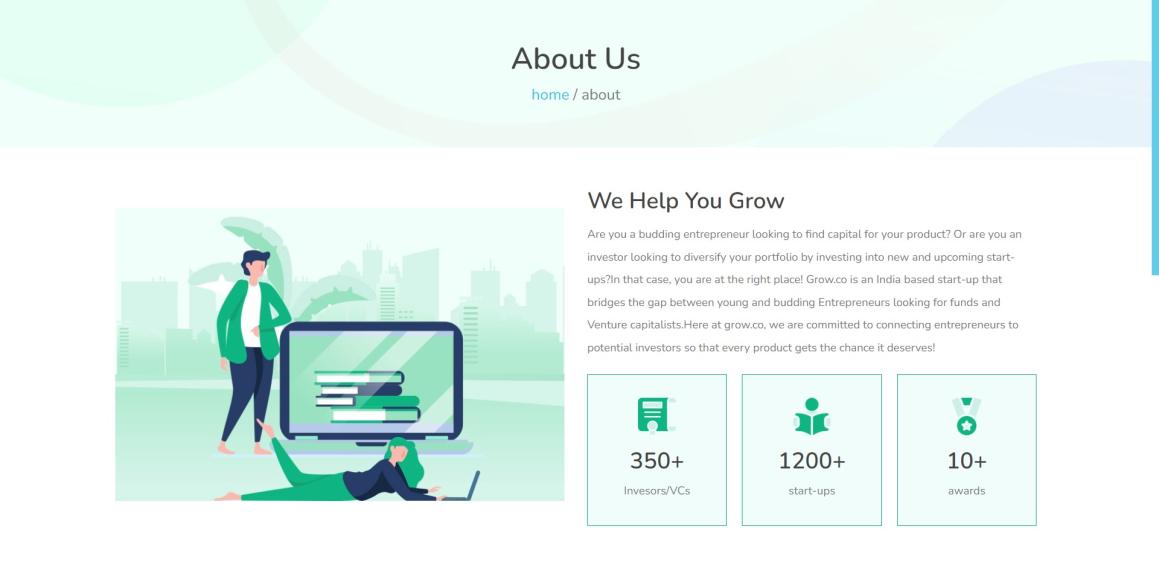 About Us
home / about
We Help You Grow
Are you a budding entrepreneur looking to find capital for your product? Or are you an
investor looking to diversify your portfolio by investing into new and upcoming start-
ups?In that case, you are at the right place! Grow.co is an India based start-up that
bridges the gap between young and budding Entrepreneurs looking for funds and
Venture capitalists.Here at grow.co, we are committed to connecting entrepreneurs to
potential investors so that every product gets the chance it deserves!
350+
Invesors/VCs
1200+
start-ups
10+
awards